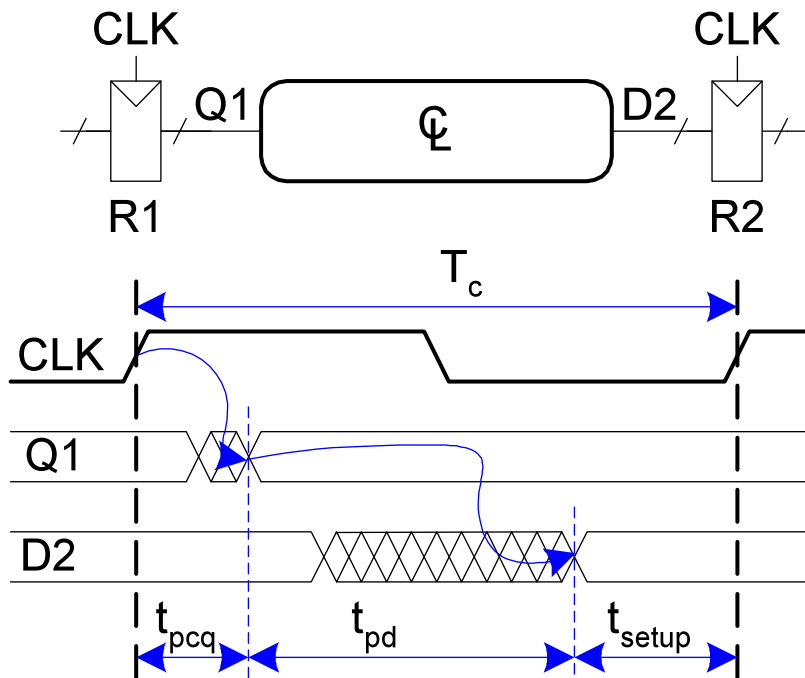 CLK CLK
Q1 CL D2
R1 R2
Tc
CLK
Q1
D2
tpcq tpd tsetup